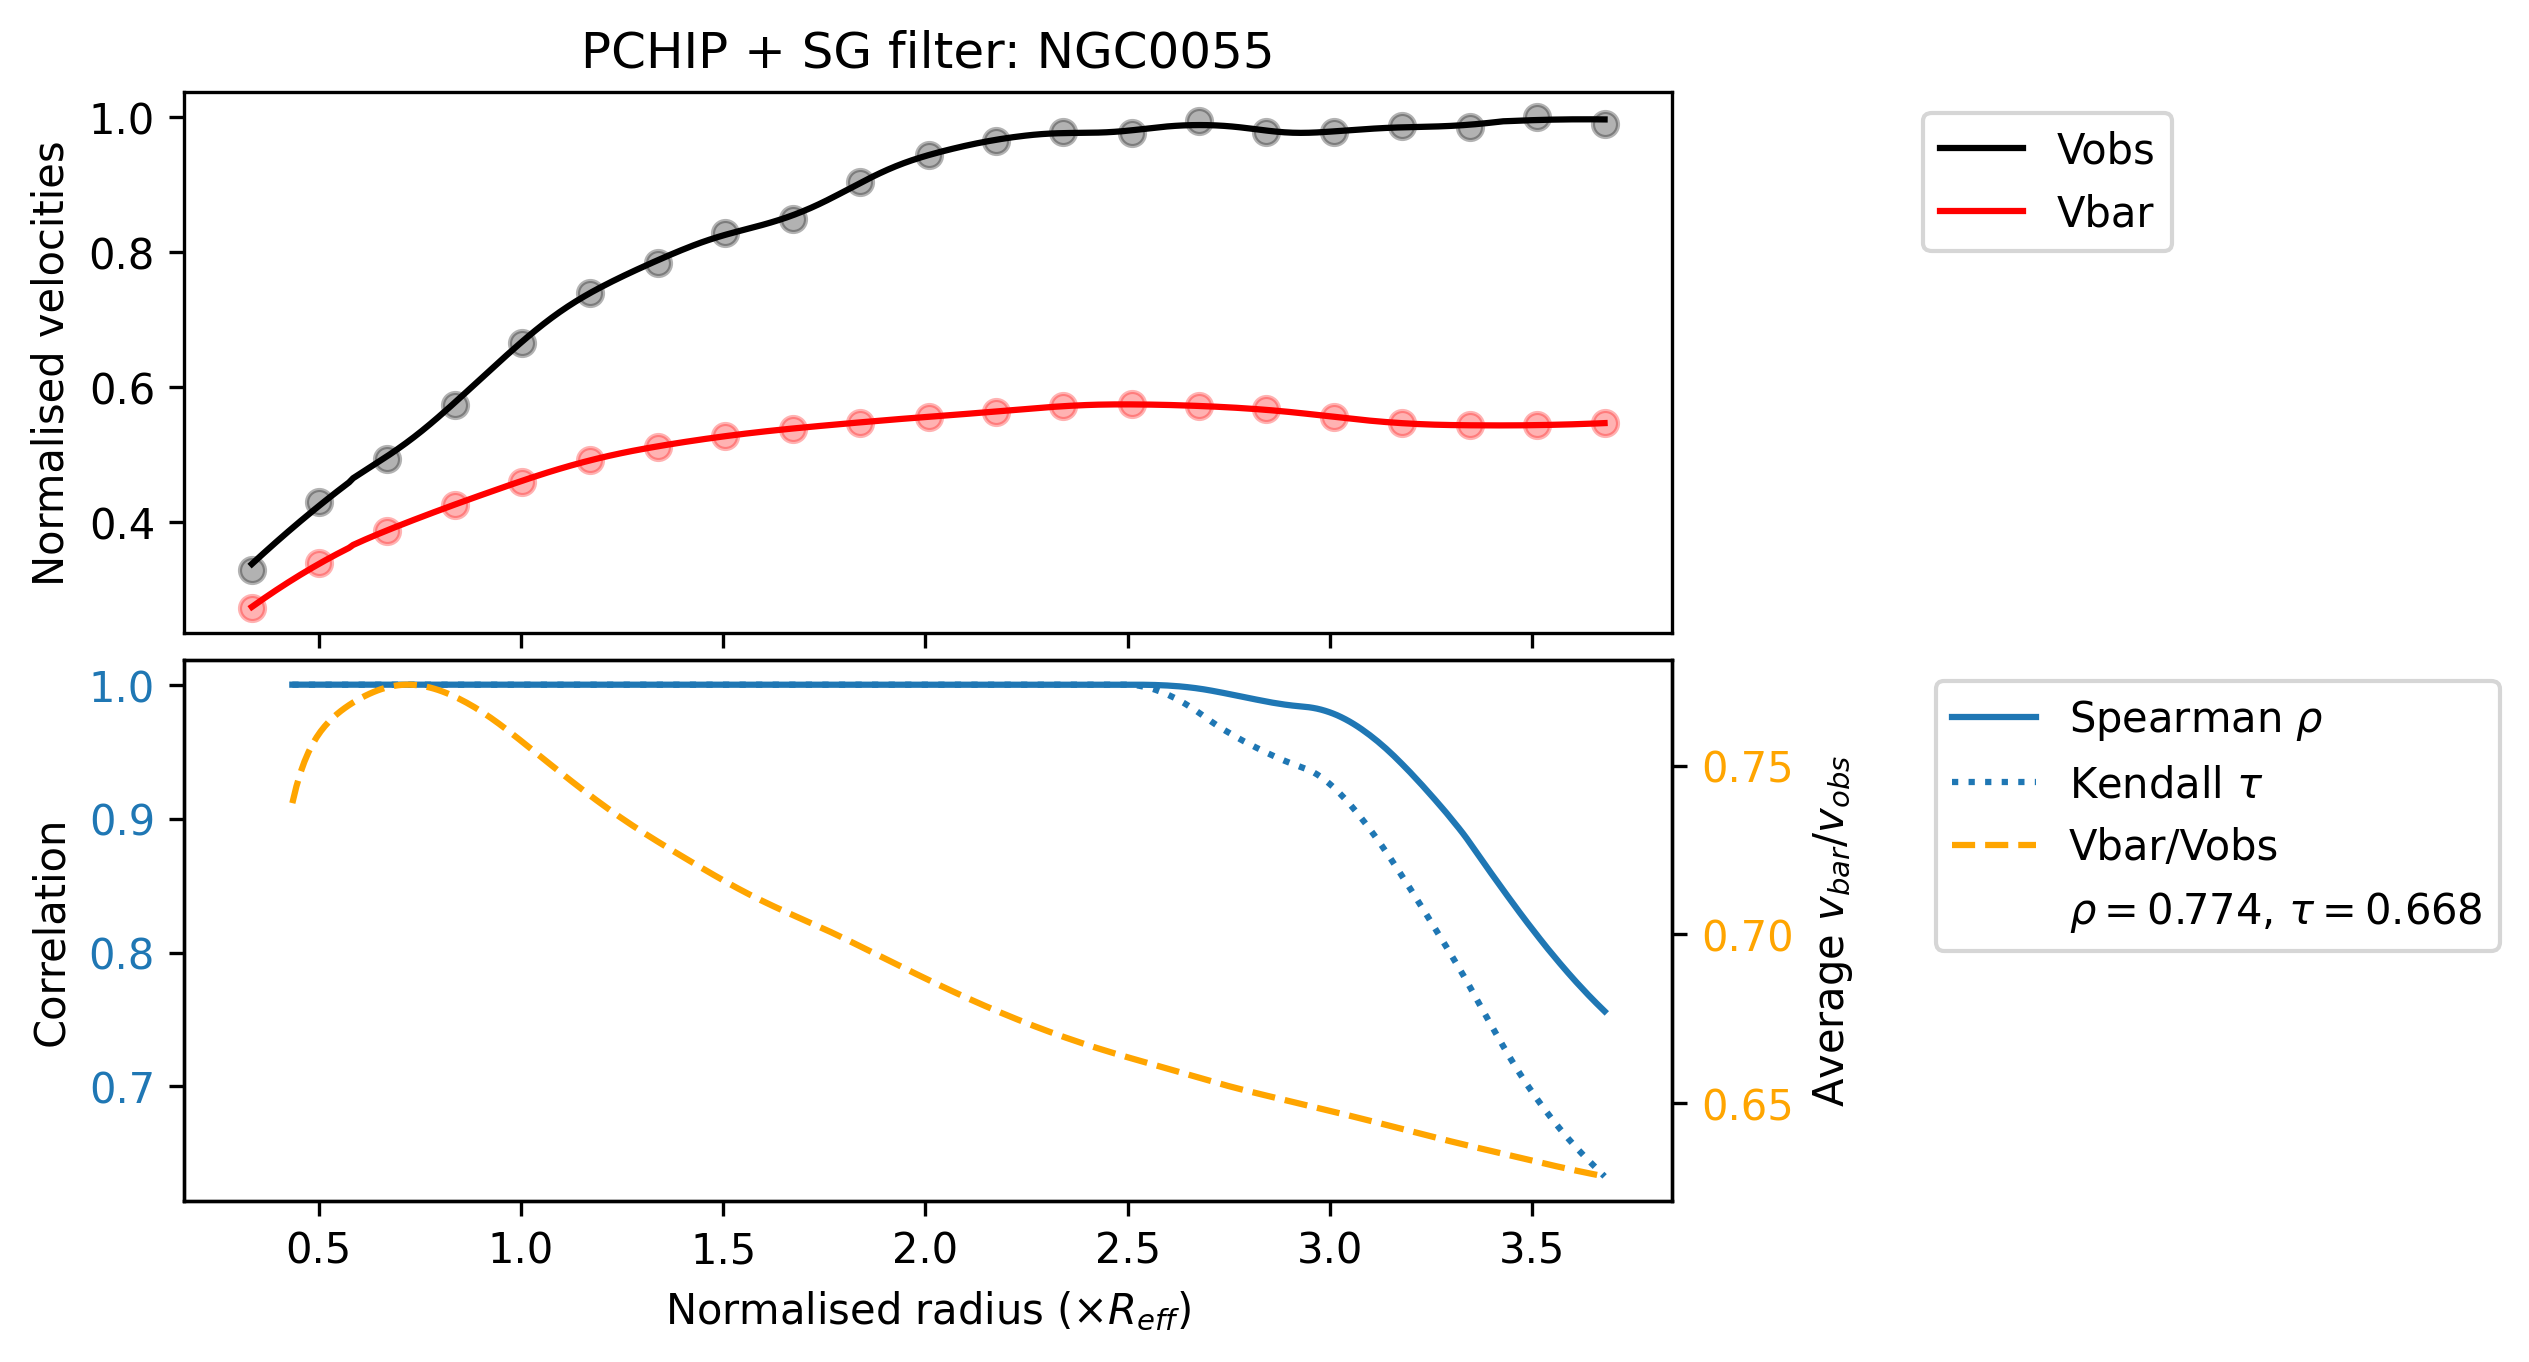 PCHIP + SG filter: NGC0055
Normalised velocities
1.0
0.8
0.6
0.4
Vobs
Vbar
Correlation
1.0
0.9
0.8
0.7
0.75
0.70
0.65
Average v_bar/v_obs
Spearman ρ
Kendall τ
Vbar/Vobs
ρ = 0.774, τ = 0.668
0.5 1.0 1.5 2.0 2.5 3.0 3.5
Normalised radius (×R_eff)